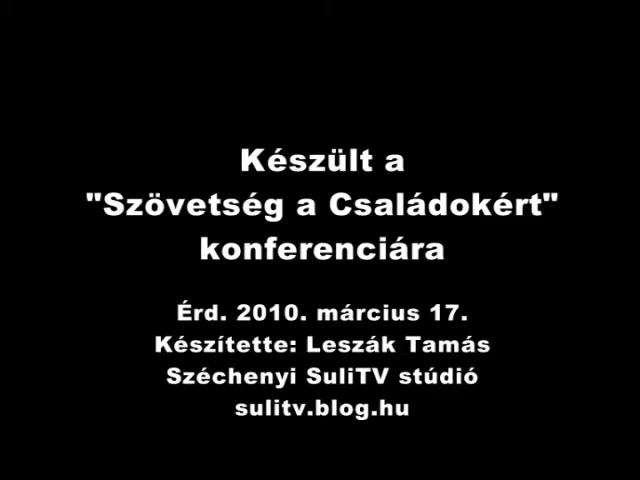 Készült a
"Szövetség a Családokért"
konferenciára
Érd. 2010. március 17.
Készítette: Leszák Tamás
Széchenyi SuliTV stúdió
sulitv.blog.hu